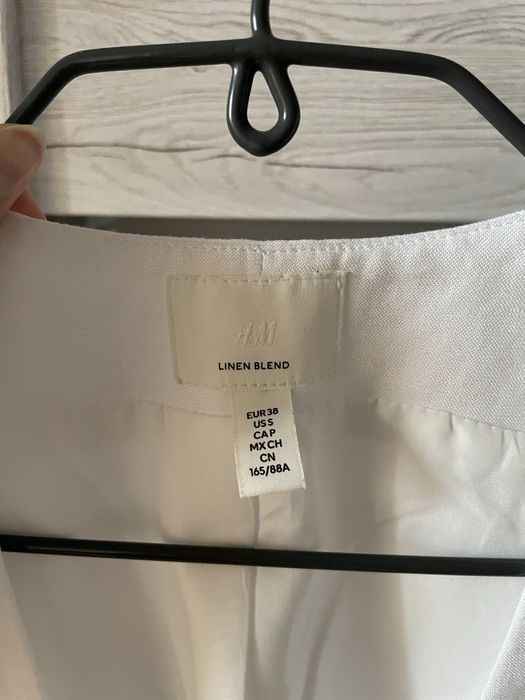 H&M
LINEN BLEND
EUR 38
US S
CA P
MX CH
CN
165/88A